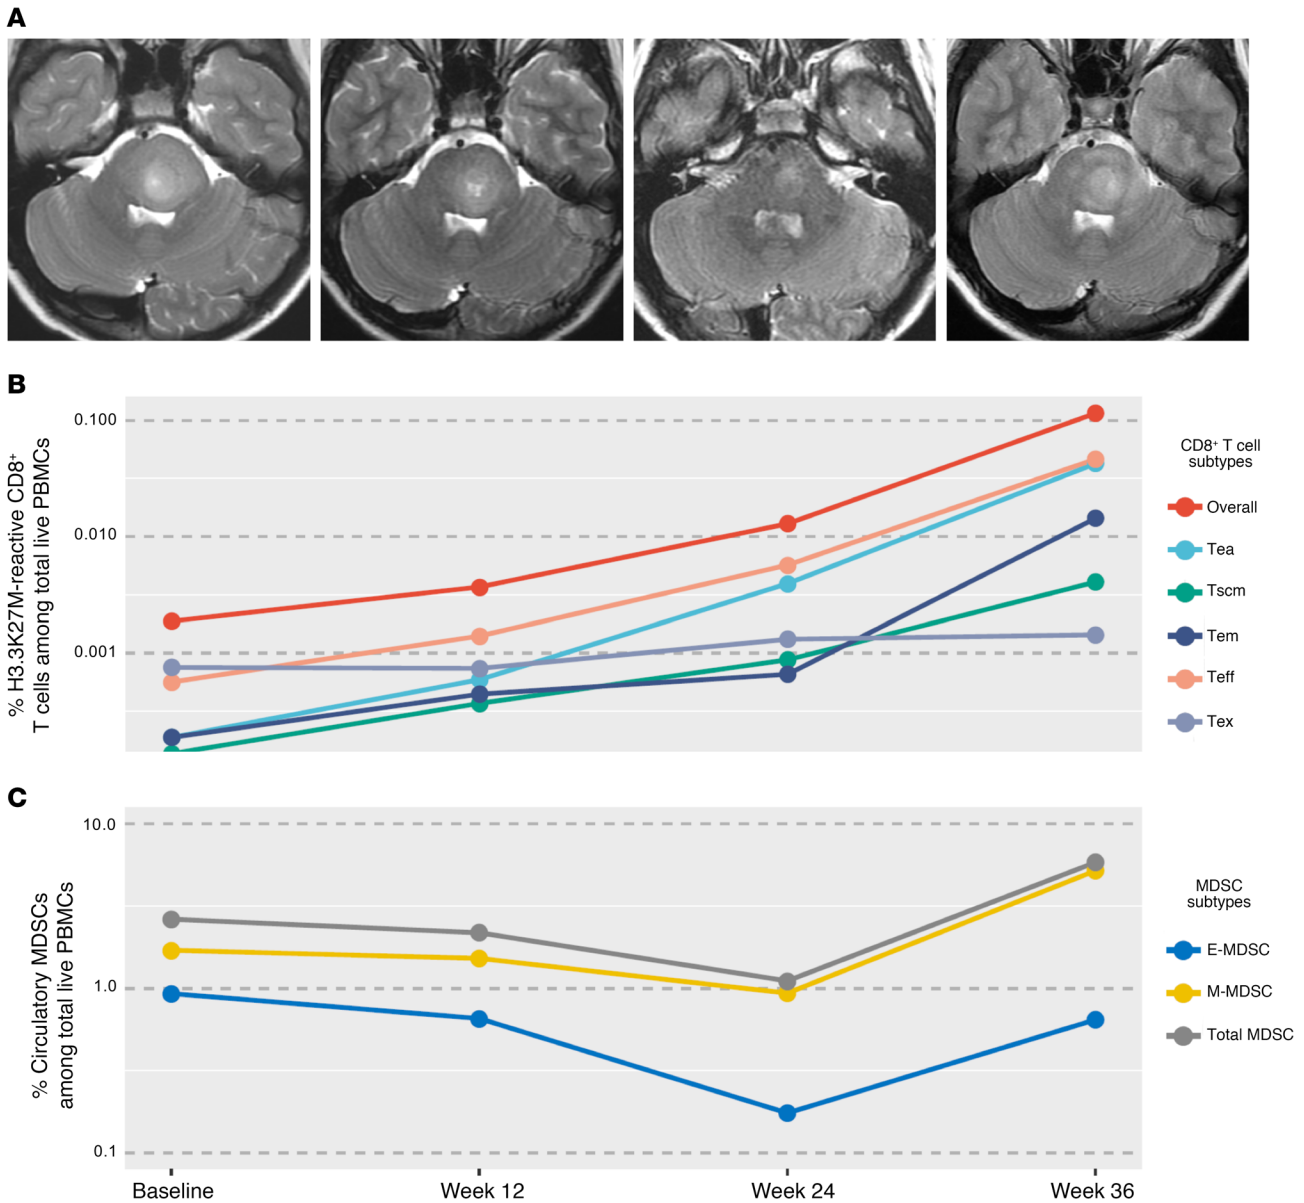 A
B
% H3.3K27M-reactive CD8⁺
T cells among total live PBMCs
0.100
0.010
0.001
CD8⁺ T cell
subtypes
Overall
Tea
Tscm
Tem
Teff
Tex
C
% Circulatory MDSCs
among total live PBMCs
10.0
1.0
0.1
MDSC
subtypes
E-MDSC
M-MDSC
Total MDSC
Baseline
Week 12
Week 24
Week 36